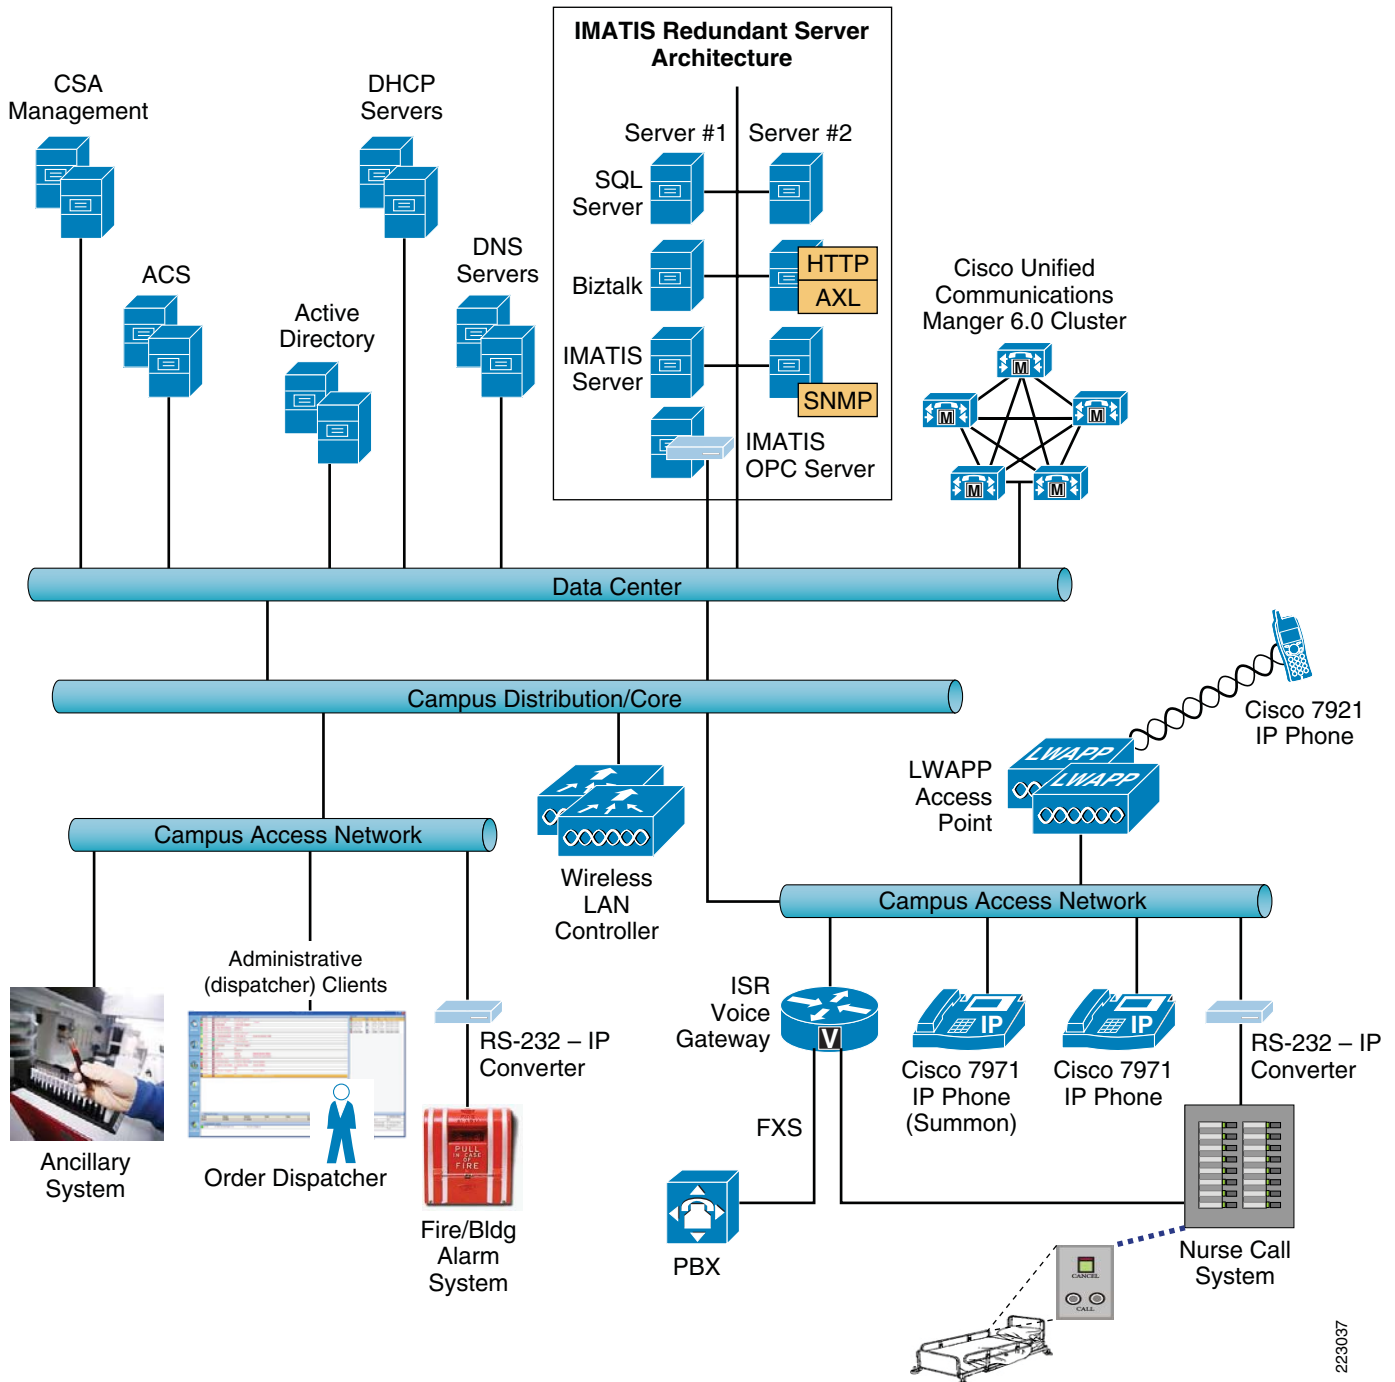 IMATIS Redundant Server
Architecture
CSA
Management
DHCP
Servers
Server #1
Server #2
SQL
Server
ACS
DNS
Servers
Active
Directory
Biztalk
HTTP
AXL
IMATIS
Server
SNMP
IMATIS
OPC Server
Cisco Unified
Communications
Manger 6.0 Cluster
M
M
M
M
M
Data Center
Campus Distribution/Core
Cisco 7921
IP Phone
LWAPP
LWAPP
LWAPP
Access
Point
Campus Access Network
Wireless
LAN
Controller
Campus Access Network
Administrative
(dispatcher) Clients
RS-232 – IP
Converter
ISR
Voice
Gateway
V
IP
IP
Cisco 7971
IP Phone
(Summon)
Cisco 7971
IP Phone
RS-232 – IP
Converter
FXS
PULL
IN CASE
OF
FIRE
Ancillary
System
Order Dispatcher
Fire/Bldg
Alarm
System
PBX
Nurse Call
System
CANCEL
CALL
223037